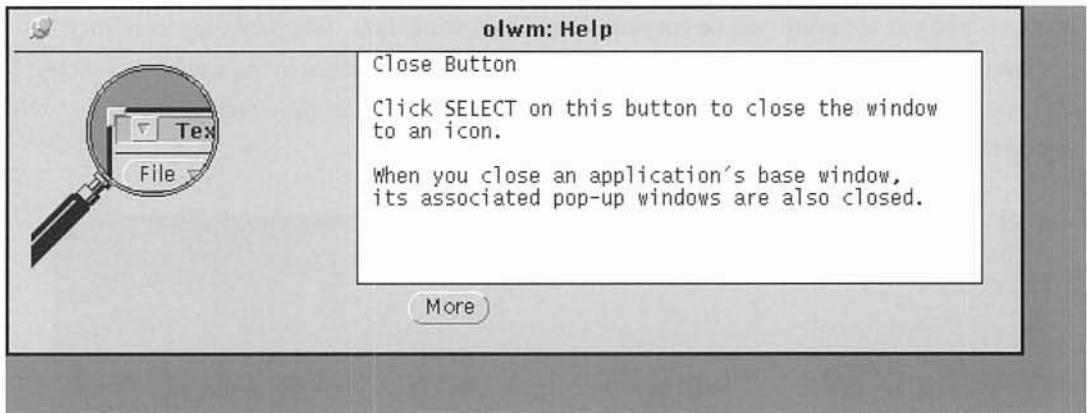 olwm: Help
Close Button
Click SELECT on this button to close the window
to an icon.
When you close an application´s base window,
its associated pop-up windows are also closed.
Tex
File
More